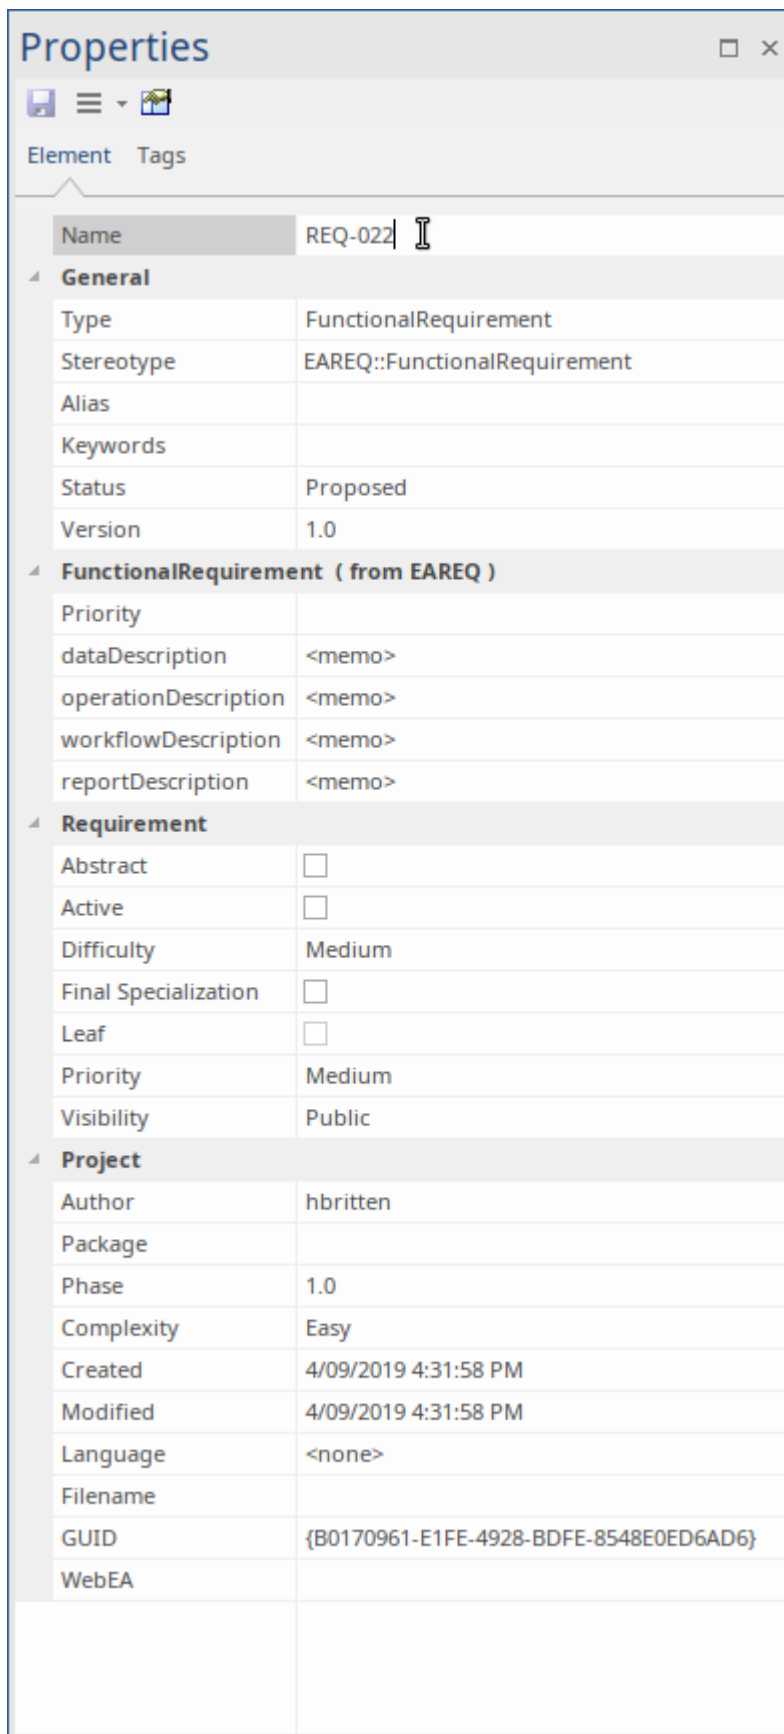 Properties
Element Tags
Name REQ-022
General
Type FunctionalRequirement
Stereotype EAREQ::FunctionalRequirement
Alias
Keywords
Status Proposed
Version 1.0
FunctionalRequirement ( from EAREQ )
Priority
dataDescription <memo>
operationDescription <memo>
workflowDescription <memo>
reportDescription <memo>
Requirement
Abstract
Active
Difficulty Medium
Final Specialization
Leaf
Priority Medium
Visibility Public
Project
Author hbritten
Package
Phase 1.0
Complexity Easy
Created 4/09/2019 4:31:58 PM
Modified 4/09/2019 4:31:58 PM
Language <none>
Filename
GUID {B0170961-E1FE-4928-BDFE-8548E0ED6AD6}
WebEA